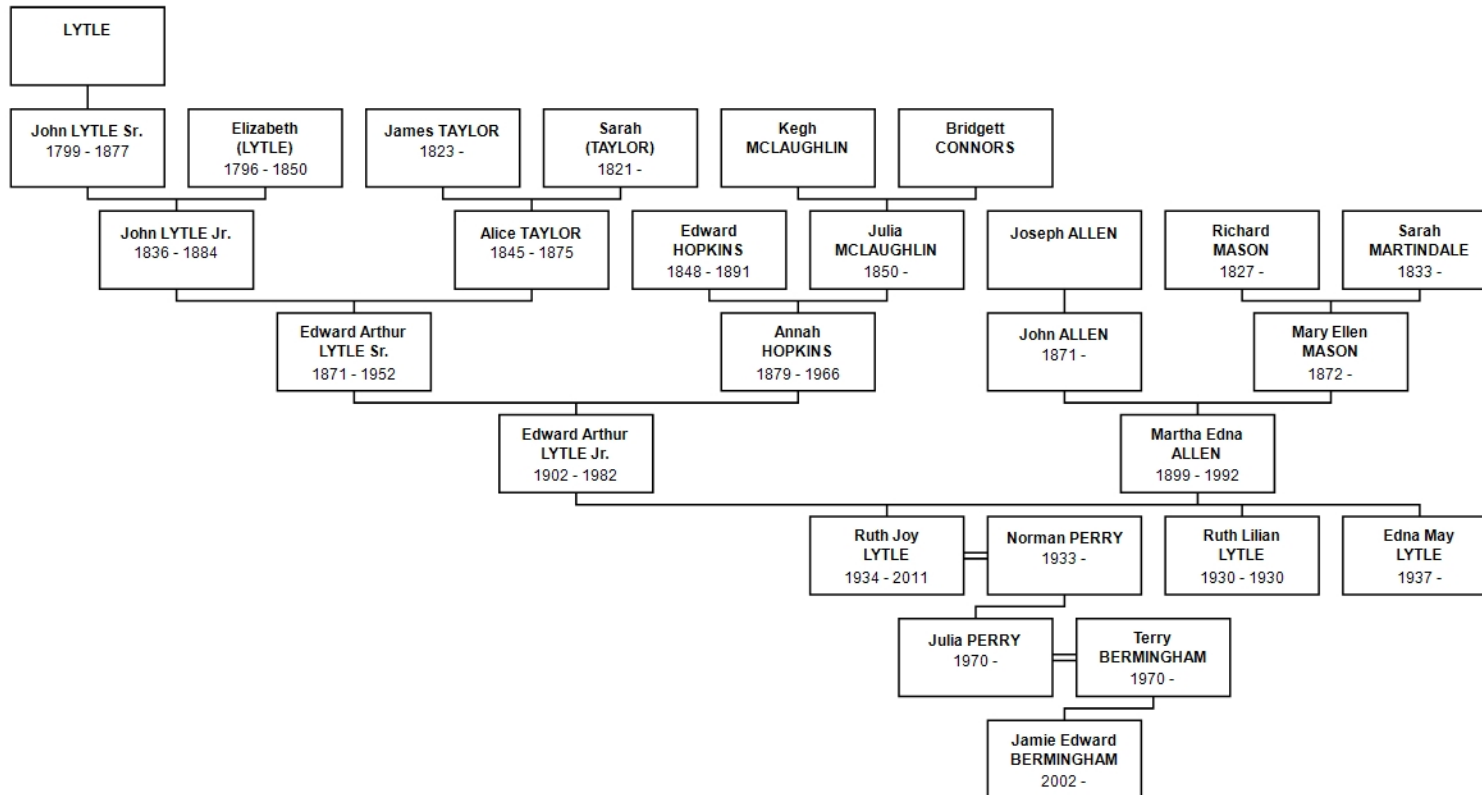 LYTLE
John LYTLE Sr.
1799 - 1877
Elizabeth
(LYTLE)
1796 - 1850
James TAYLOR
1823 -
Sarah
(TAYLOR)
1821 -
Kegh
MCLAUGHLIN
Bridgett
CONNORS
John LYTLE Jr.
1836 - 1884
Alice TAYLOR
1845 - 1875
Edward
HOPKINS
1848 - 1891
Julia
MCLAUGHLIN
1850 -
Joseph ALLEN
Richard
MASON
1827 -
Sarah
MARTINDALE
1833 -
Edward Arthur
LYTLE Sr.
1871 - 1952
Annah
HOPKINS
1879 - 1966
John ALLEN
1871 -
Mary Ellen
MASON
1872 -
Edward Arthur
LYTLE Jr.
1902 - 1982
Martha Edna
ALLEN
1899 - 1992
Ruth Joy
LYTLE
1934 - 2011
Norman PERRY
1933 -
Ruth Lilian
LYTLE
1930 - 1930
Edna May
LYTLE
1937 -
Julia PERRY
1970 -
Terry
BERMINGHAM
1970 -
Jamie Edward
BERMINGHAM
2002 -